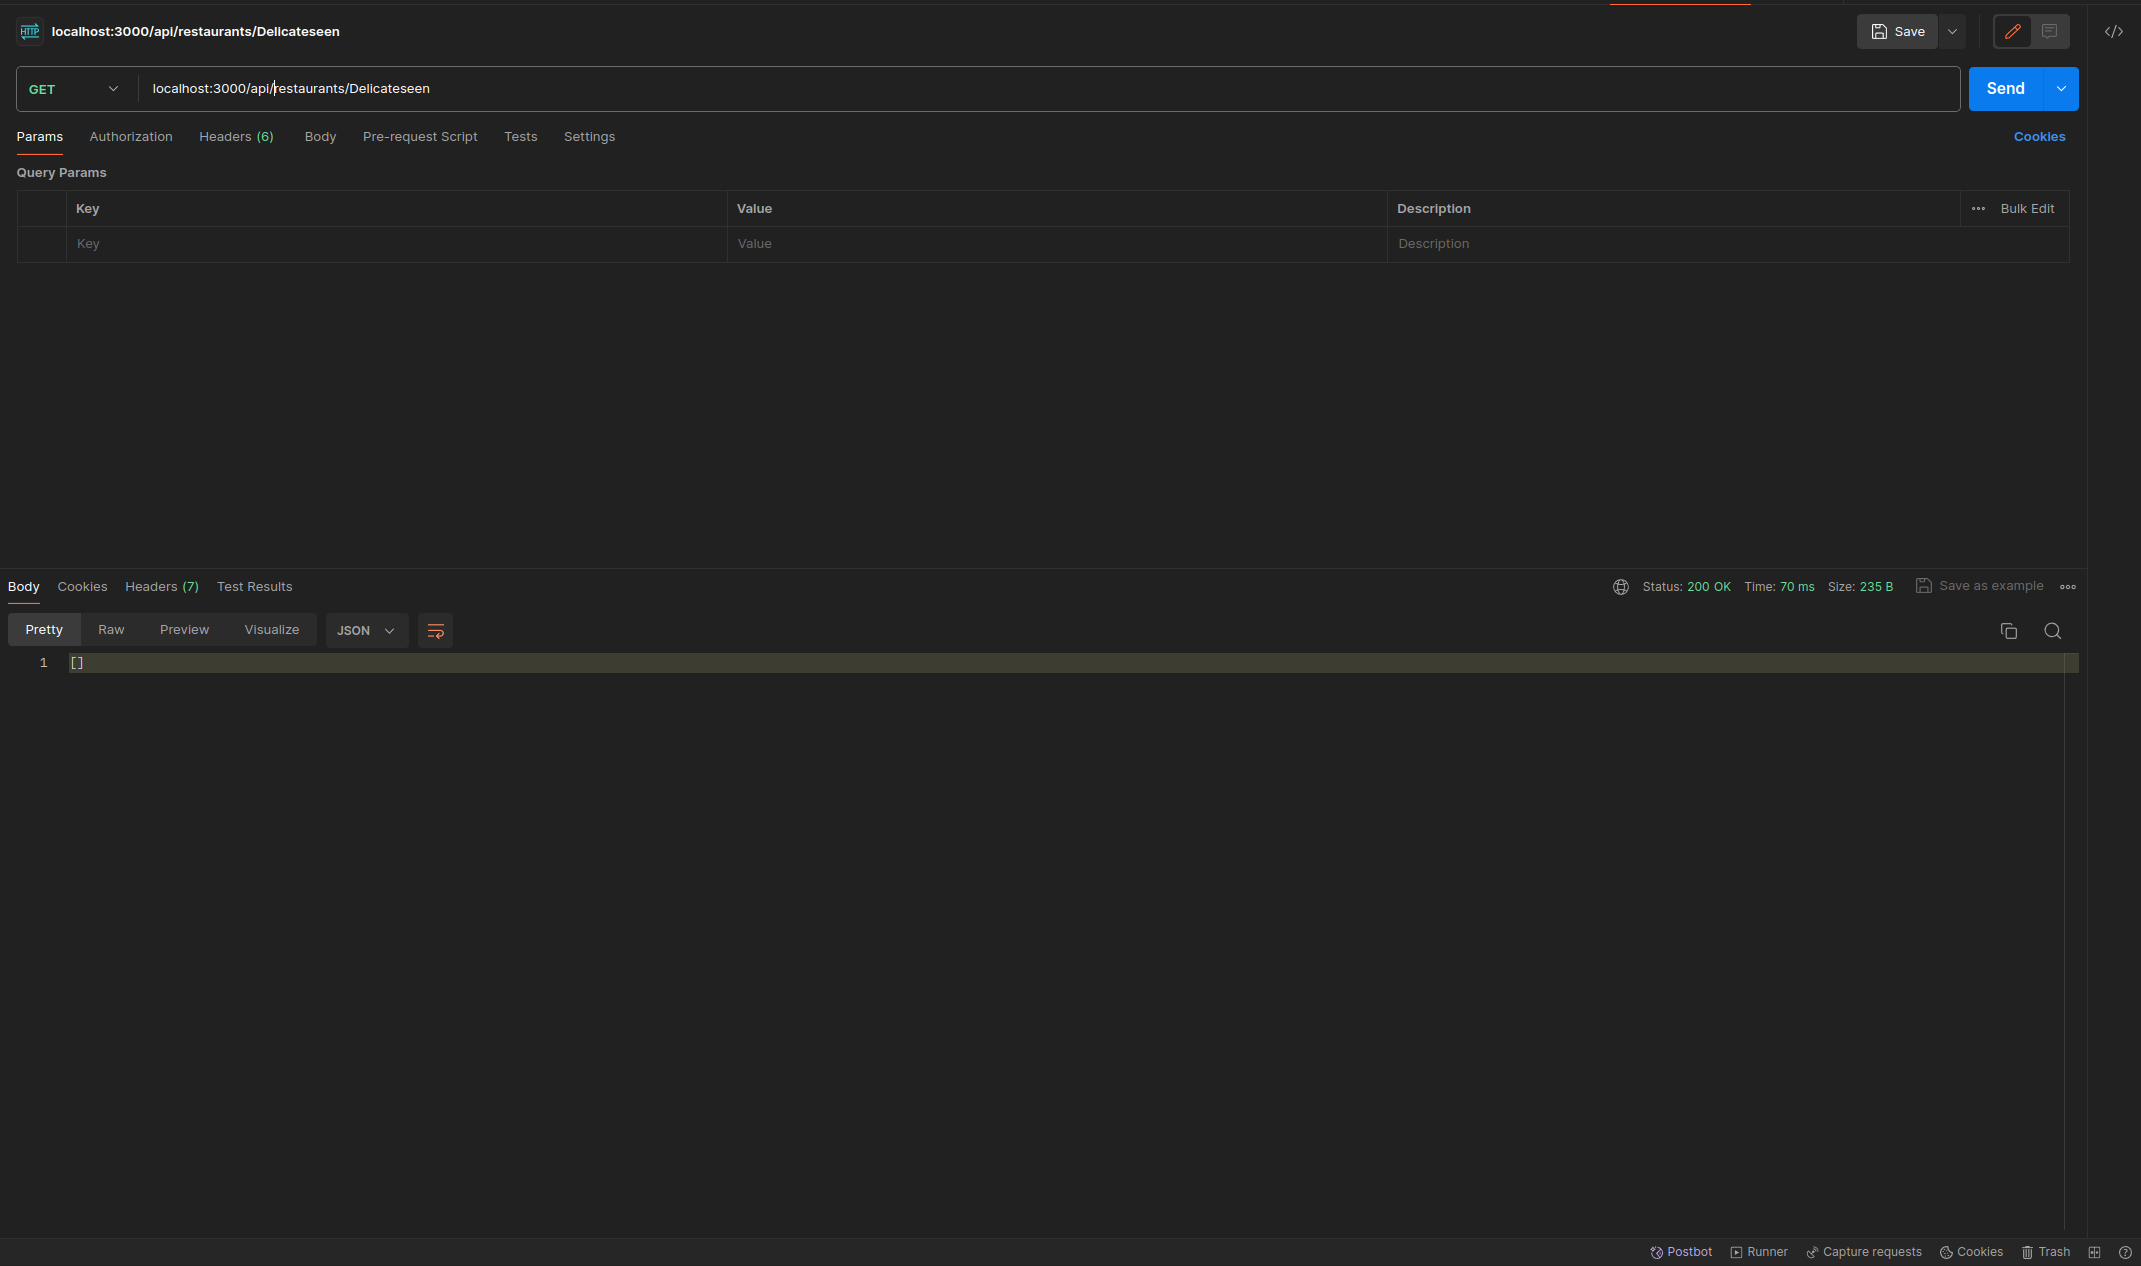 HTTP localhost:3000/api/restaurants/Delicateseen Save
GET localhost:3000/api/restaurants/Delicateseen Send
Params Authorization Headers (6) Body Pre-request Script Tests Settings Cookies
Query Params
Key Value Description Bulk Edit
Key Value Description
Body Cookies Headers (7) Test Results Status: 200 OK Time: 70 ms Size: 235 B Save as example
Pretty Raw Preview Visualize JSON
1 []
Postbot Runner Capture requests Cookies Trash